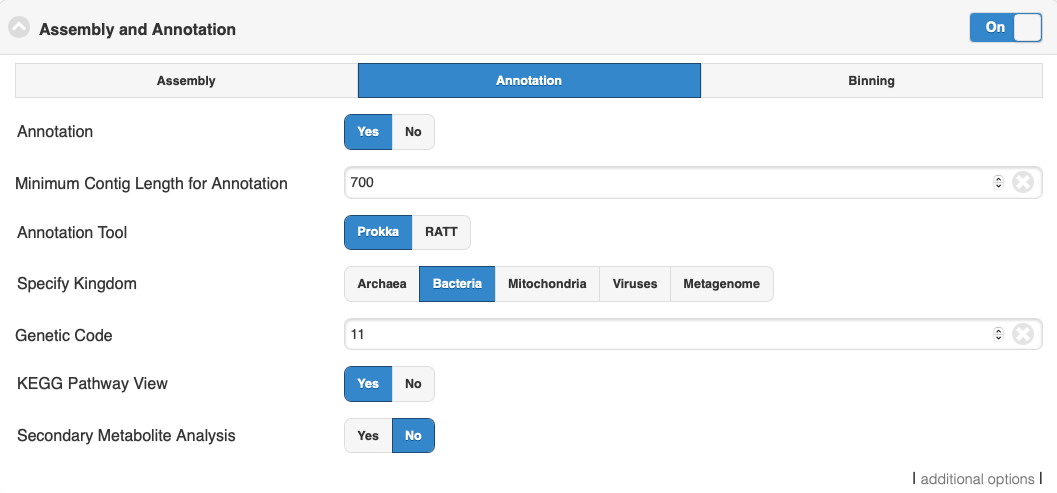 Assembly and Annotation On
Assembly Annotation Binning
Annotation Yes No
Minimum Contig Length for Annotation 700
Annotation Tool Prokka RATT
Specify Kingdom Archaea Bacteria Mitochondria Viruses Metagenome
Genetic Code 11
KEGG Pathway View Yes No
Secondary Metabolite Analysis Yes No
| additional options |